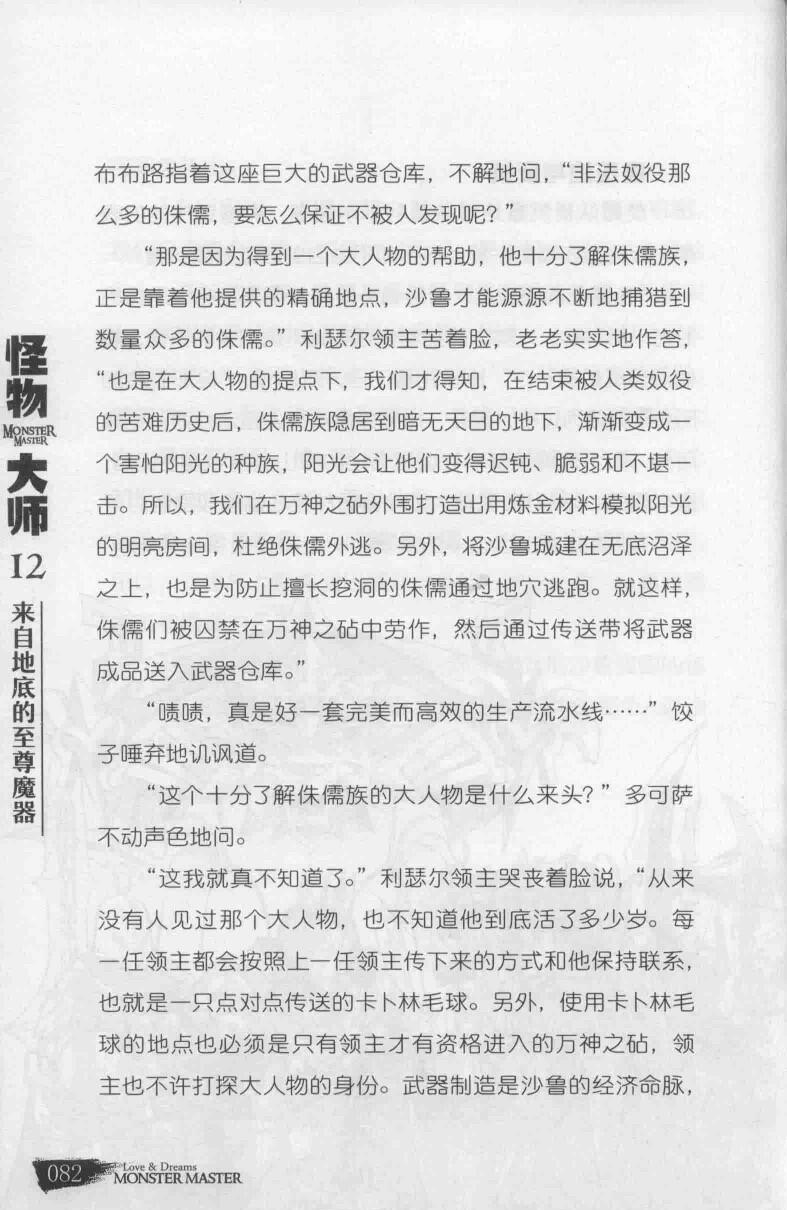 布布路指着这座巨大的武器仓库，不解地问，“非法奴役那
么多的侏儒，要怎么保证不被人发现呢？”
“那是因为得到一个大人物的帮助，他十分了解侏儒族，
正是靠着他提供的精确地点，沙鲁才能源源不断地捕猎到
数量众多的侏儒。”利瑟尔领主苦着脸，老老实实地作答，
“也是在大人物的提点下，我们才得知，在结束被人类奴役
的苦难历史后，侏儒族隐居到暗无天日的地下，渐渐变成一
个害怕阳光的种族，阳光会让他们变得迟钝、脆弱和不堪一
击。所以，我们在万神之砧外围打造出用炼金材料模拟阳光
的明亮房间，杜绝侏儒外逃。另外，将沙鲁城建在无底沼泽
之上，也是为防止擅长挖洞的侏儒通过地穴逃跑。就这样，
侏儒们被囚禁在万神之砧中劳作，然后通过传送带将武器
成品送入武器仓库。”
“啧啧，真是好一套完美而高效的生产流水线……”饺
子唾弃地讥讽道。
“这个十分了解侏儒族的大人物是什么来头？”多可萨
不动声色地问。
“这我就真不知道了。”利瑟尔领主哭丧着脸说，“从来
没有人见过那个大人物，也不知道他到底活了多少岁。每
一任领主都会按照上一任领主传下来的方式和他保持联系，
也就是一只点对点传送的卡卜林毛球。另外，使用卡卜林毛
球的地点也必须是只有领主才有资格进入的万神之砧，领
主也不许打探大人物的身份。武器制造是沙鲁的经济命脉，
怪物
MONSTER
MASTER
大师
12
来自地底的至尊魔器
082
Love & Dreams
MONSTER MASTER